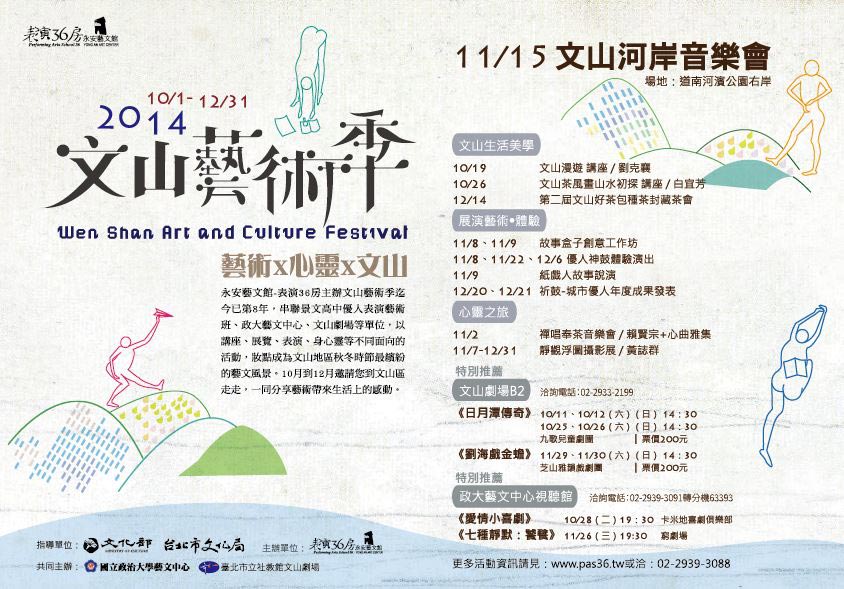 表演36房 永安藝文館
Performing Arts School 36 YONG AN ART CENTER
10/1-12/31
2014
文山藝術季
Wen Shan Art and Culture Festival
藝術x心靈x文山
永安藝文館-表演36房主辦文山藝術季迄
今已第8年，串聯景文高中優人表演藝術
班、政大藝文中心、文山劇場等單位，以
講座、展覽、表演、身心靈等不同面向的
活動，妝點成為文山地區秋冬時節最繽紛
的藝文風景。10月到12月邀請您到文山區
走走，一同分享藝術帶來生活上的感動。
指導單位： 文化部 MINISTRY OF CULTURE 台北市文化局 主辦單位： 表演36房 永安藝文館
Performing Arts School 36 YONG AN ART CENTER
共同主辦： 國立政治大學藝文中心 臺北市立社教館文山劇場
11/15 文山河岸音樂會
場地：道南河濱公園右岸
文山生活美學
10/19 文山漫遊 講座 / 劉克襄
10/26 文山茶風畫山水初探 講座 / 白宜芳
12/14 第二屆文山好茶包種茶封藏茶會
展演藝術•體驗
11/8、11/9 故事盒子創意工作坊
11/8、11/22、12/6 優人神鼓體驗演出
11/9 紙戲人故事說演
12/20、12/21 祈鼓-城市優人年度成果發表
心靈之旅
11/2 禪唱奉茶音樂會 / 賴賢宗+心曲雅集
11/7-12/31 靜觀浮圖攝影展 / 黃誌群
特別推薦
文山劇場B2 洽詢電話：02-2933-2199
《日月潭傳奇》 10/11、10/12 (六) (日) 14：30
10/25、10/26 (六) (日) 14：30
九歌兒童劇團 | 票價200元
《劉海戲金蟾》 11/29、11/30 (六) (日) 14：30
芝山雅韻戲劇團 | 票價200元
特別推薦
政大藝文中心視聽館 洽詢電話：02-2939-3091轉分機63393
《愛情小喜劇》 10/28 (二) 19：30 卡米地喜劇俱樂部
《七種靜默：饕餮》 11/26 (三) 19:30 窮劇場
更多活動資訊請見：www.pas36.tw或洽：02-2939-3088